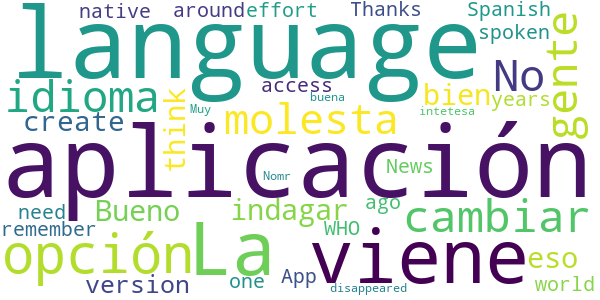 native around effort Thanks Spanish
language spoken
No gente
idioma access bien years
create think molesta
Muy buena intetesa
aplicación
News
Nomr
need Bueno indagar ago cambiar
remember WHO
opción La viene eso
version one App world
disappeared